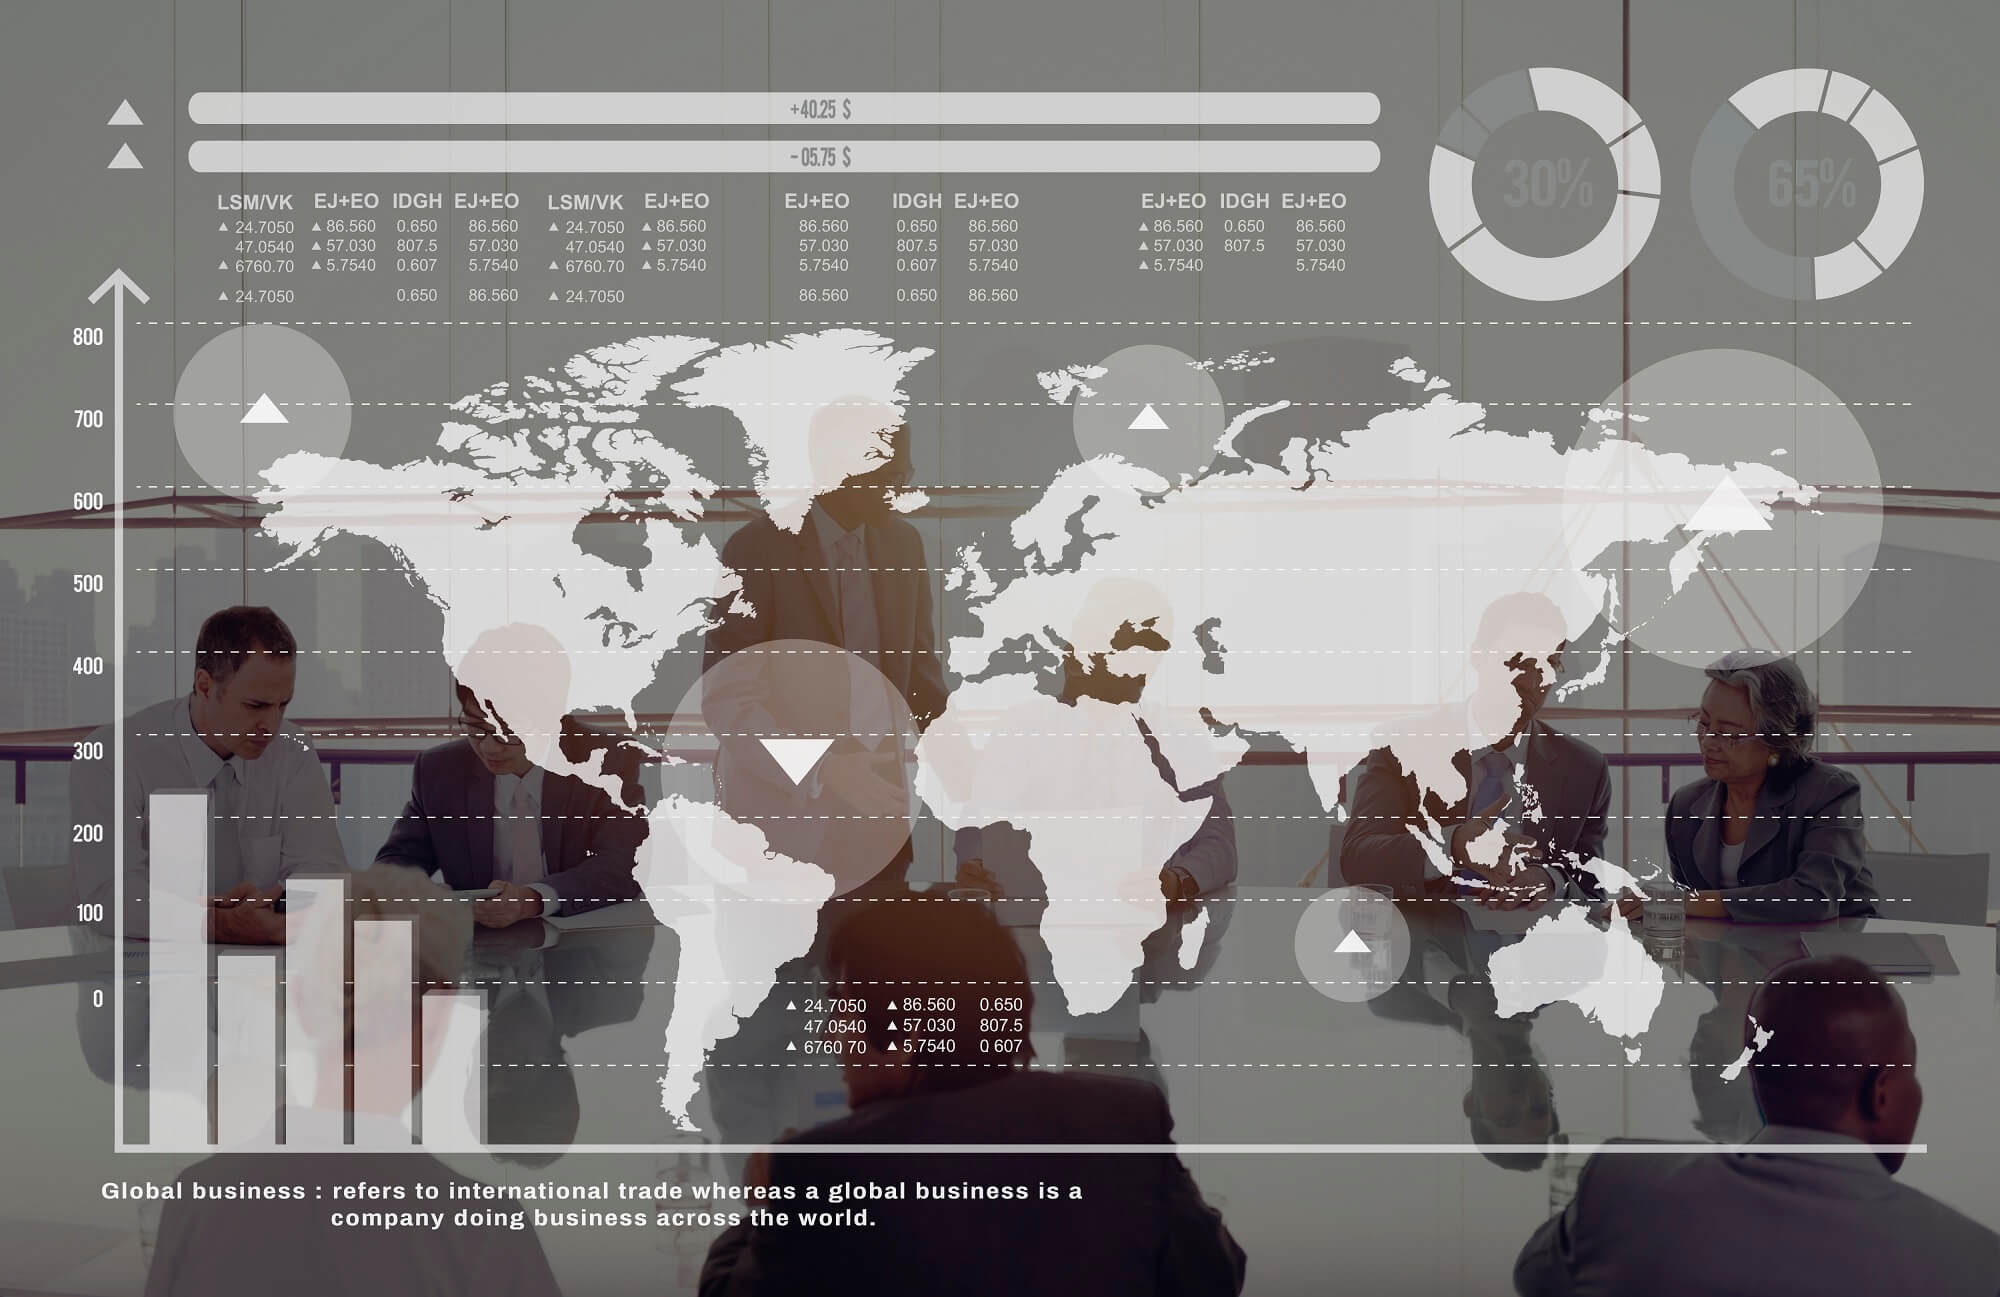 +40.25 $
- 05.75 $
30%
65%
LSM/VK EJ+EO IDGH EJ+EO LSM/VK EJ+EO EJ+EO IDGH EJ+EO EJ+EO IDGH EJ+EO
▲ 24.7050 ▲ 86.560 0.650 86.560 ▲ 24.7050 ▲ 86.560 86.560 0.650 86.560 ▲ 86.560 0.650 86.560
47.0540 ▲ 57.030 807.5 57.030 47.0540 ▲ 57.030 57.030 807.5 57.030 ▲ 57.030 807.5 57.030
▲ 6760.70 ▲ 5.7540 0.607 5.7540 ▲ 6760.70 ▲ 5.7540 5.7540 0.607 5.7540 ▲ 5.7540 5.7540
▲ 24.7050 0.650 86.560 ▲ 24.7050 86.560 0.650 86.560
800
700
600
500
400
300
200
100
0
▲ 24.7050 ▲ 86.560 0.650
47.0540 ▲ 57.030 807.5
▲ 6760 70 ▲ 5.7540 0 607
Global business : refers to international trade whereas a global business is a
company doing business across the world.